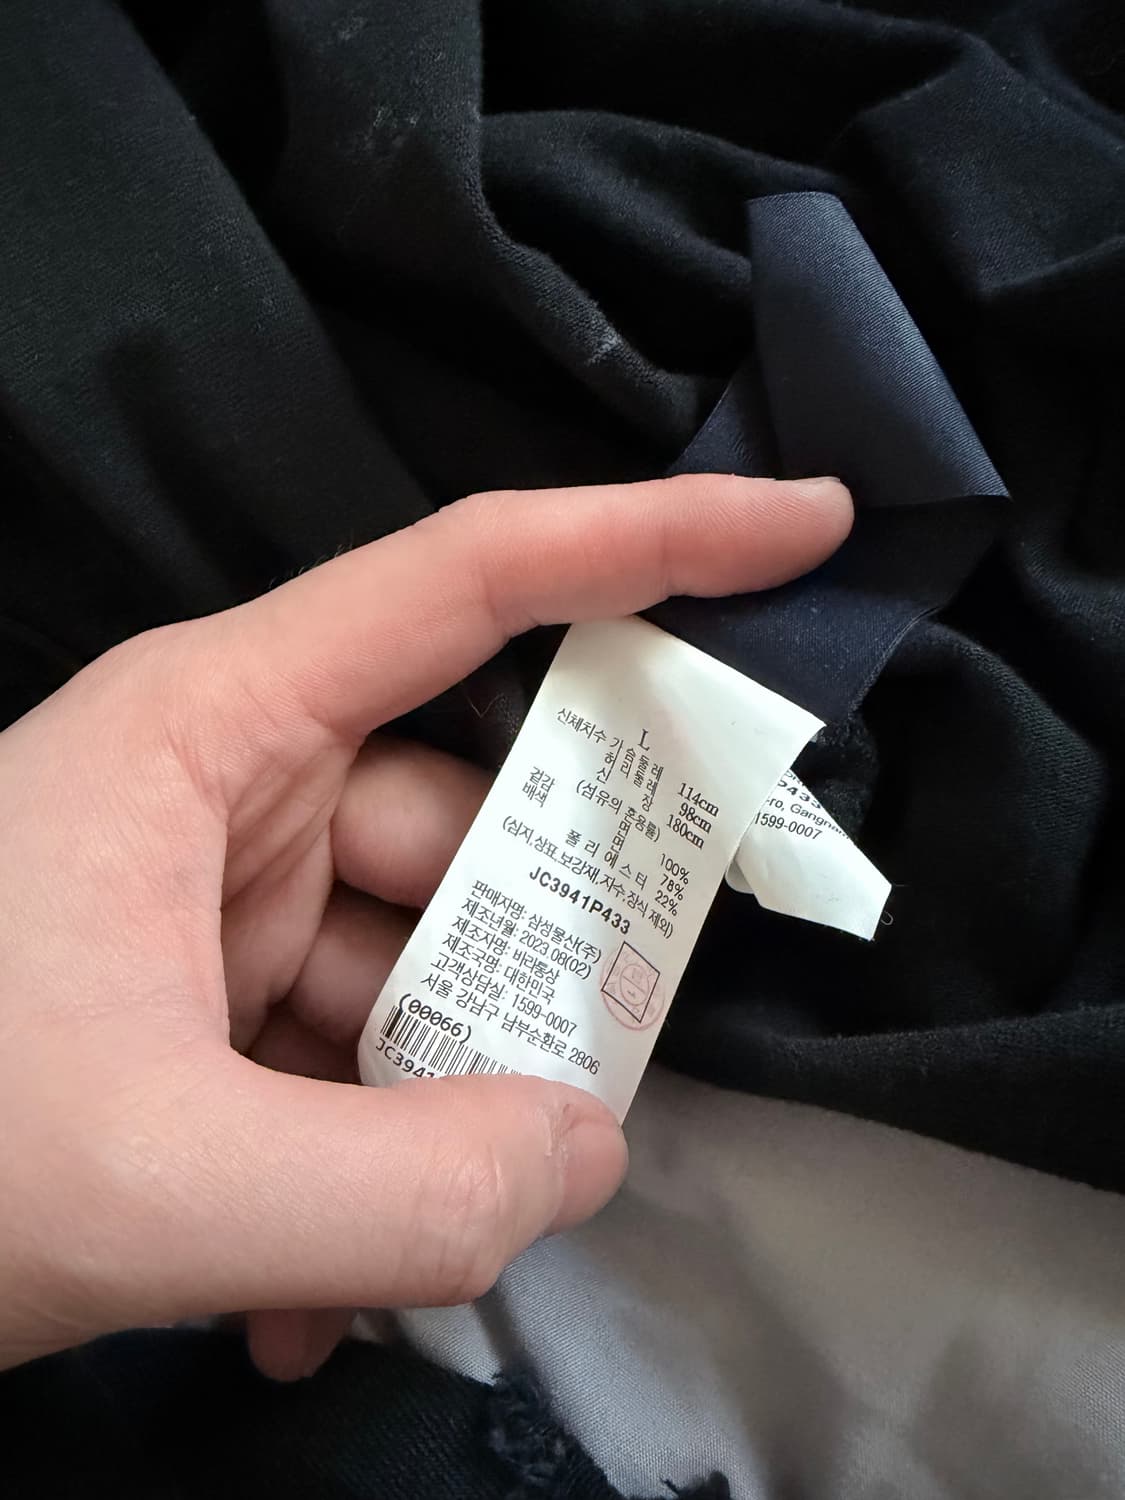 L
신체치수 가슴둘레 114cm
허리둘레 98cm
신 장 180cm
(섬유의 혼용률)
겉감 면 100%
배색 면 78%
폴리에스터 22%
(심지,상표,보강재,자수,장식 제외)
JC3941P433
판매자명: 삼성물산(주)
제조년월: 2023.08(02)
제조자명: 바라통상
제조국명: 대한민국
고객상담실: 1599-0007
서울 강남구 남부순환로 2806
(00066)
JC3941
P433
ro, Gangnam
1599-0007